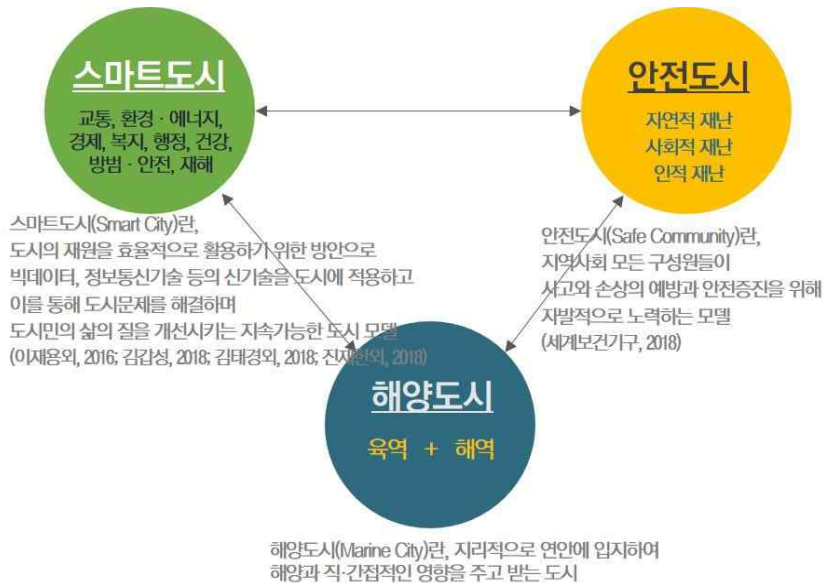 스마트도시
교통, 환경 · 에너지,
경제, 복지, 행정, 건강,
방범 · 안전, 재해
안전도시
자연적 재난
사회적 재난
인적 재난
스마트도시(Smart City)란,
도시의 재원을 효율적으로 활용하기 위한 방안으로
빅데이터, 정보통신기술 등의 신기술을 도시에 적용하고
이를 통해 도시문제를 해결하며
도시민의 삶의 질을 개선시키는 지속가능한 도시 모델
(이재용외, 2016; 김갑성, 2018; 김태경외, 2018; 진재한외, 2018)
안전도시(Safe Community)란,
지역사회 모든 구성원들이
사고와 손상의 예방과 안전증진을 위해
자발적으로 노력하는 모델
(세계보건기구, 2018)
해양도시
육역 + 해역
해양도시(Marine City)란, 지리적으로 연안에 입지하여
해양과 직·간접적인 영향을 주고 받는 도시